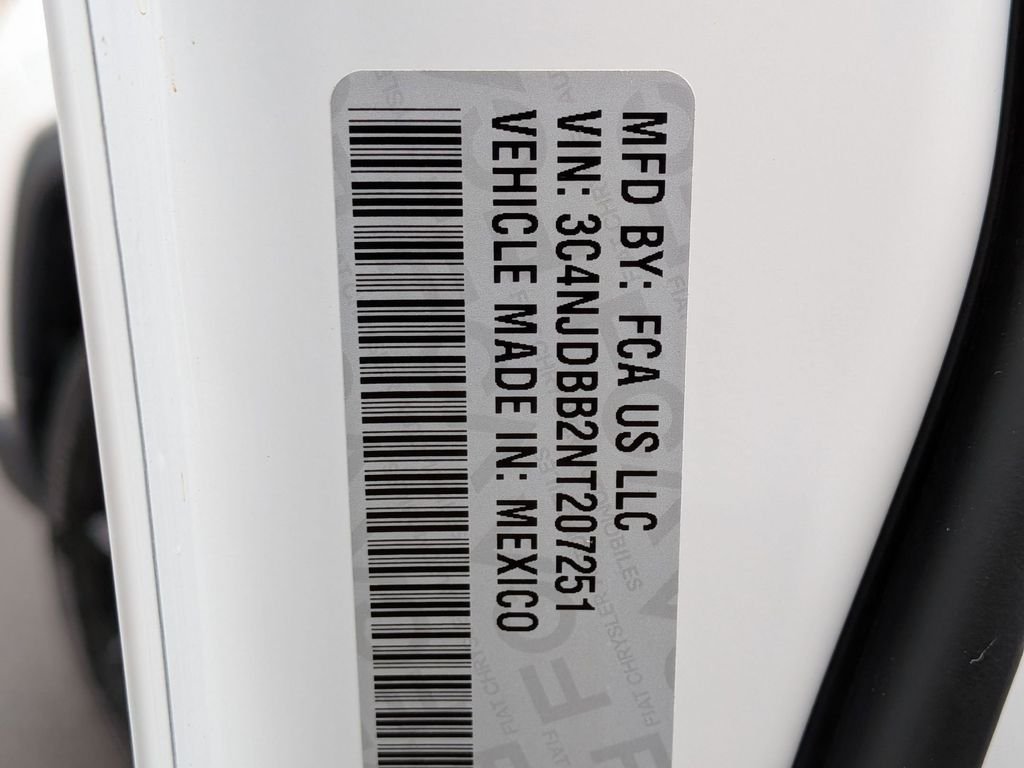 MFD BY: FCA US LLC
VIN: 3C4NJDBB2NT207251
VEHICLE MADE IN: MEXICO